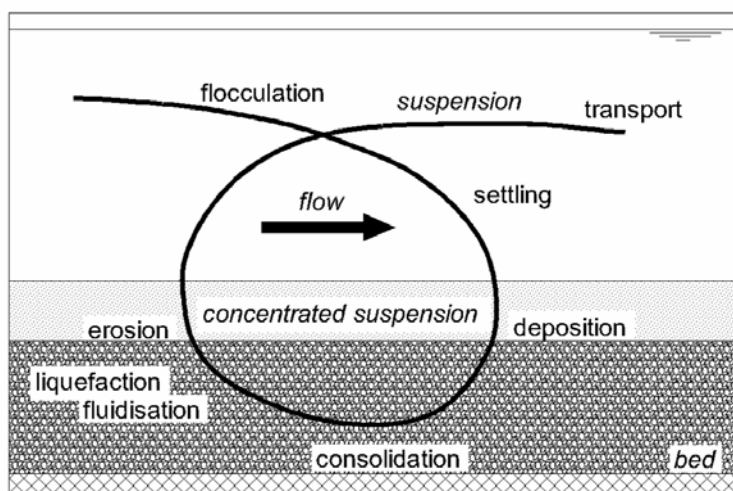 flocculation
suspension
transport
settling
flow
concentrated suspension
erosion
deposition
liquefaction
fluidisation
consolidation
bed